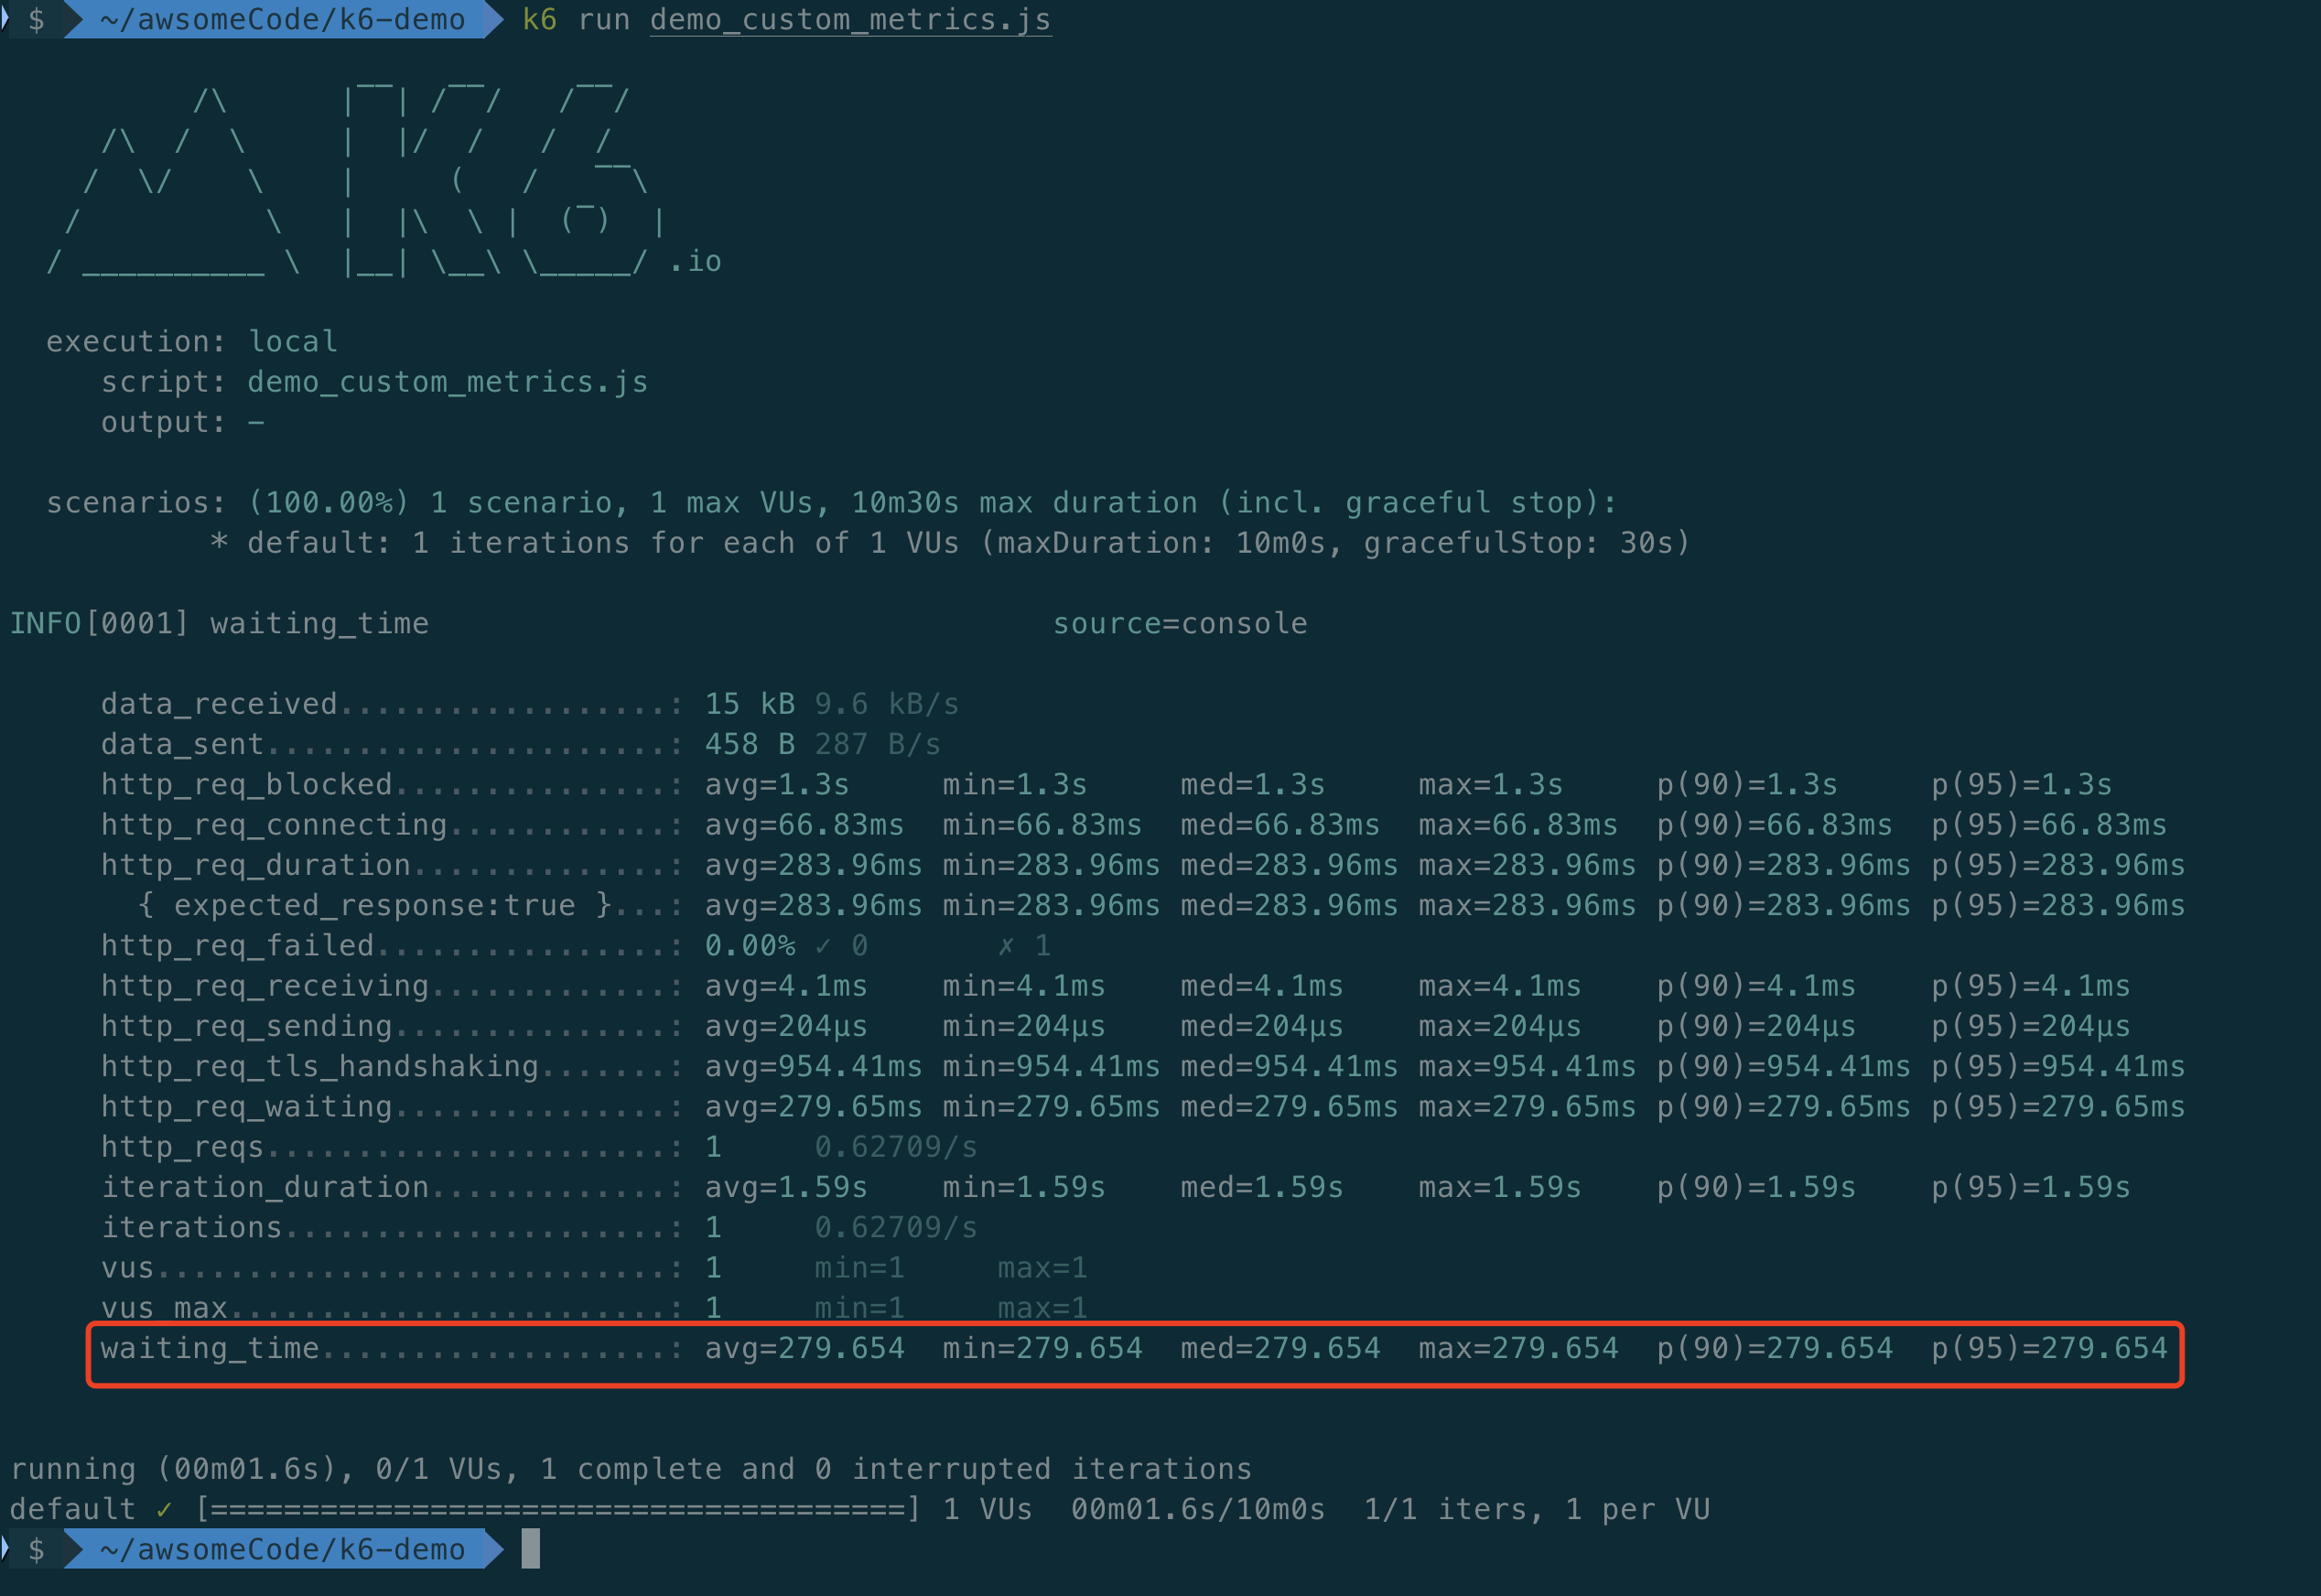 $ ~/awsomeCode/k6-demo k6 run demo_custom_metrics.js
          /\      |‾‾| /‾‾/   /‾‾/
     /\  /  \     |  |/  /   /  /
    /  \/    \    |     (   /   ‾‾\
   /          \   |  |\  \ |  (‾)  |
  / __________ \  |__| \__\ \_____/ .io
execution: local
script: demo_custom_metrics.js
output: -
scenarios: (100.00%) 1 scenario, 1 max VUs, 10m30s max duration (incl. graceful stop):
* default: 1 iterations for each of 1 VUs (maxDuration: 10m0s, gracefulStop: 30s)
INFO[0001] waiting_time source=console
data_received..................: 15 kB 9.6 kB/s
data_sent......................: 458 B 287 B/s
http_req_blocked...............: avg=1.3s min=1.3s med=1.3s max=1.3s p(90)=1.3s p(95)=1.3s
http_req_connecting............: avg=66.83ms min=66.83ms med=66.83ms max=66.83ms p(90)=66.83ms p(95)=66.83ms
http_req_duration..............: avg=283.96ms min=283.96ms med=283.96ms max=283.96ms p(90)=283.96ms p(95)=283.96ms
{ expected_response:true }...: avg=283.96ms min=283.96ms med=283.96ms max=283.96ms p(90)=283.96ms p(95)=283.96ms
http_req_failed................: 0.00% ✓ 0 ✗ 1
http_req_receiving.............: avg=4.1ms min=4.1ms med=4.1ms max=4.1ms p(90)=4.1ms p(95)=4.1ms
http_req_sending...............: avg=204µs min=204µs med=204µs max=204µs p(90)=204µs p(95)=204µs
http_req_tls_handshaking.......: avg=954.41ms min=954.41ms med=954.41ms max=954.41ms p(90)=954.41ms p(95)=954.41ms
http_req_waiting...............: avg=279.65ms min=279.65ms med=279.65ms max=279.65ms p(90)=279.65ms p(95)=279.65ms
http_reqs......................: 1 0.62709/s
iteration_duration.............: avg=1.59s min=1.59s med=1.59s max=1.59s p(90)=1.59s p(95)=1.59s
iterations.....................: 1 0.62709/s
vus............................: 1 min=1 max=1
vus_max........................: 1 min=1 max=1
waiting_time...................: avg=279.654 min=279.654 med=279.654 max=279.654 p(90)=279.654 p(95)=279.654
running (00m01.6s), 0/1 VUs, 1 complete and 0 interrupted iterations
default ✓ [======================================] 1 VUs 00m01.6s/10m0s 1/1 iters, 1 per VU
$ ~/awsomeCode/k6-demo